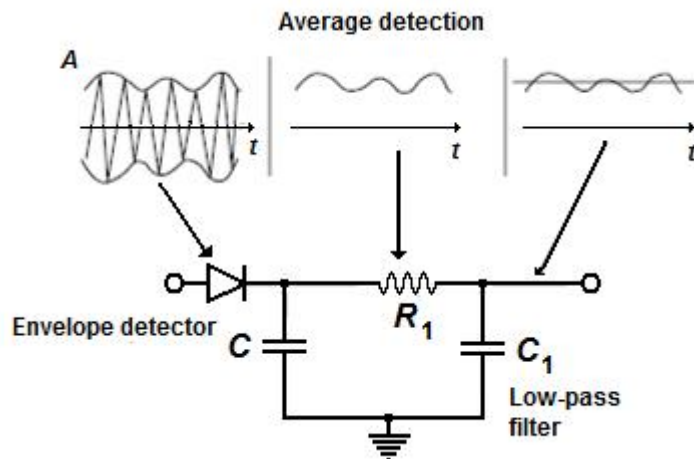 Average detection
A
t
t
t
Envelope detector
C
R1
C1
Low-pass
filter